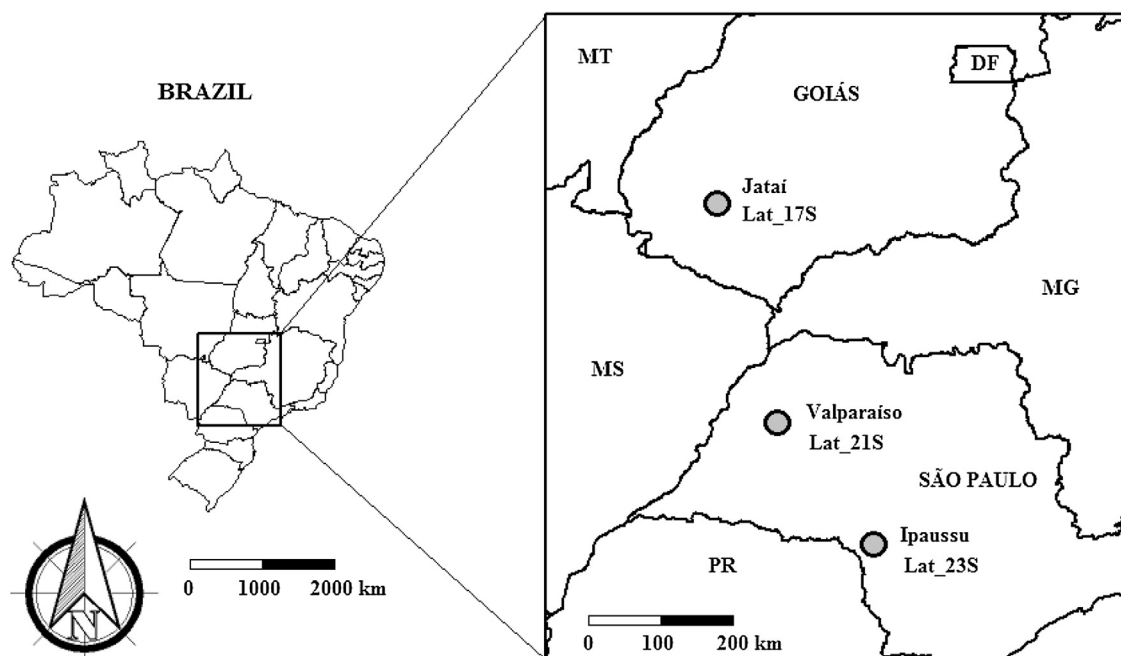 BRAZIL
N
0 1000 2000 km
MT
DF
GOIÁS
Jataí
Lat_17S
MG
MS
Valparaíso
Lat_21S
SÃO PAULO
Ipaussu
Lat_23S
PR
0 100 200 km